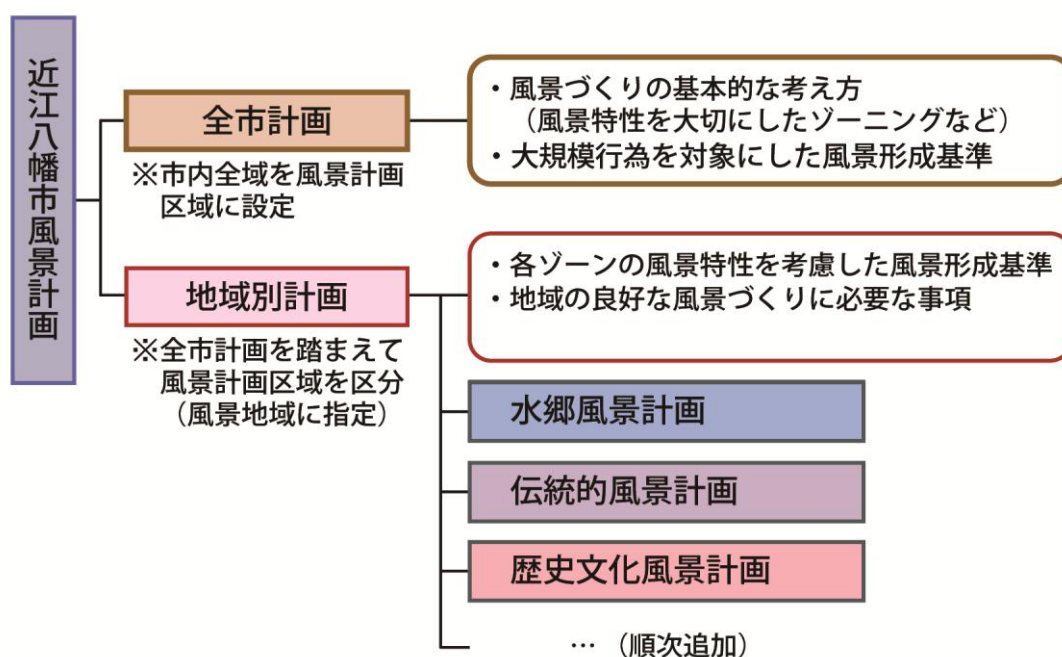 近江八幡市風景計画
全市計画
※市内全域を風景計画
区域に設定
・風景づくりの基本的な考え方
（風景特性を大切にしたゾーニングなど）
・大規模行為を対象にした風景形成基準
地域別計画
※全市計画を踏まえて
風景計画区域を区分
（風景地域に指定）
・各ゾーンの風景特性を考慮した風景形成基準
・地域の良好な風景づくりに必要な事項
水郷風景計画
伝統的風景計画
歴史文化風景計画
…（順次追加）